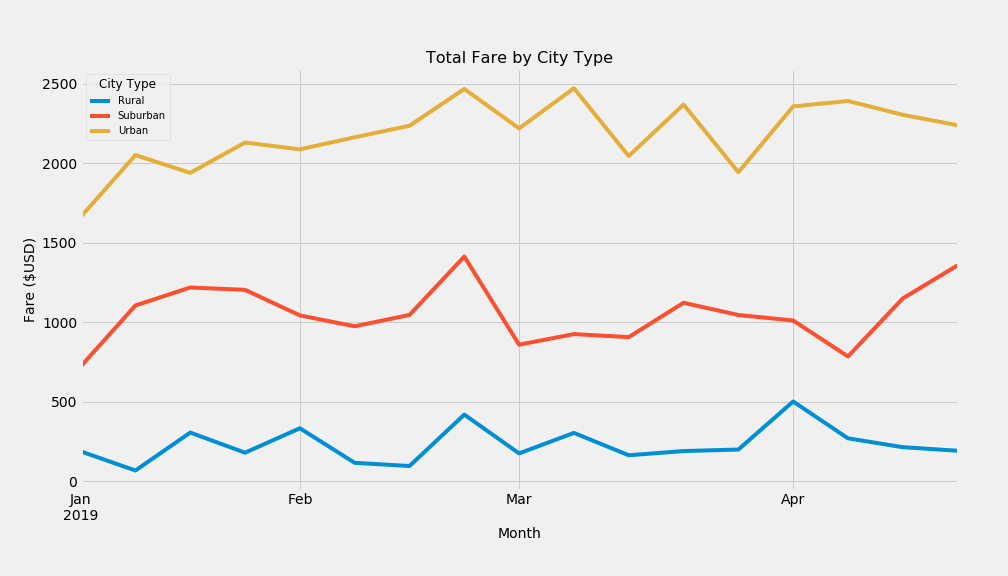 Total Fare by City Type
City Type
Rural
Suburban
Urban
2500
2000
1500
1000
500
0
Fare ($USD)
Jan
2019
Feb
Mar
Apr
Month